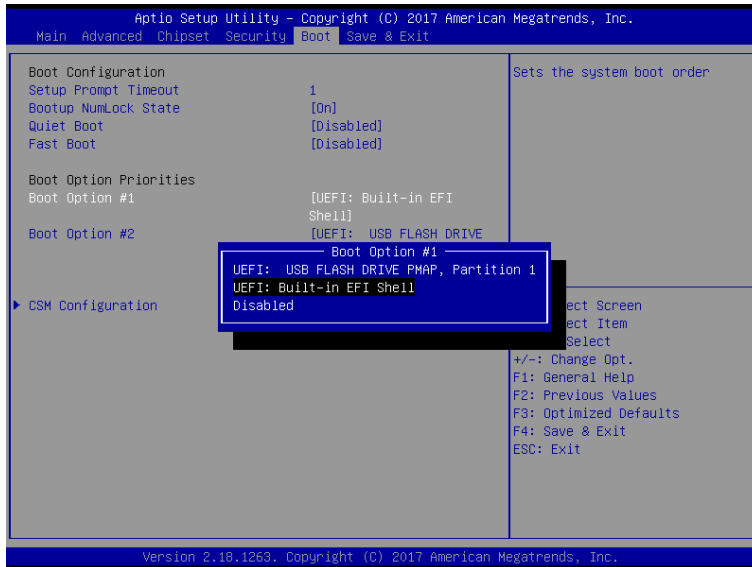 Aptio Setup Utility – Copyright (C) 2017 American Megatrends, Inc.
Main Advanced Chipset Security Boot Save & Exit
Boot Configuration
Setup Prompt Timeout 1
Bootup NumLock State [On]
Quiet Boot [Disabled]
Fast Boot [Disabled]
Boot Option Priorities
Boot Option #1 [UEFI: Built-in EFI
Shell]
Boot Option #2 [UEFI: USB FLASH DRIVE
CSM Configuration
Boot Option #1
UEFI: USB FLASH DRIVE PMAP, Partition 1
UEFI: Built-in EFI Shell
Disabled
Sets the system boot order
Screen
Item
Select
+/-: Change Opt.
F1: General Help
F2: Previous Values
F3: Optimized Defaults
F4: Save & Exit
ESC: Exit
Version 2.18.1263. Copyright (C) 2017 American Megatrends, Inc.